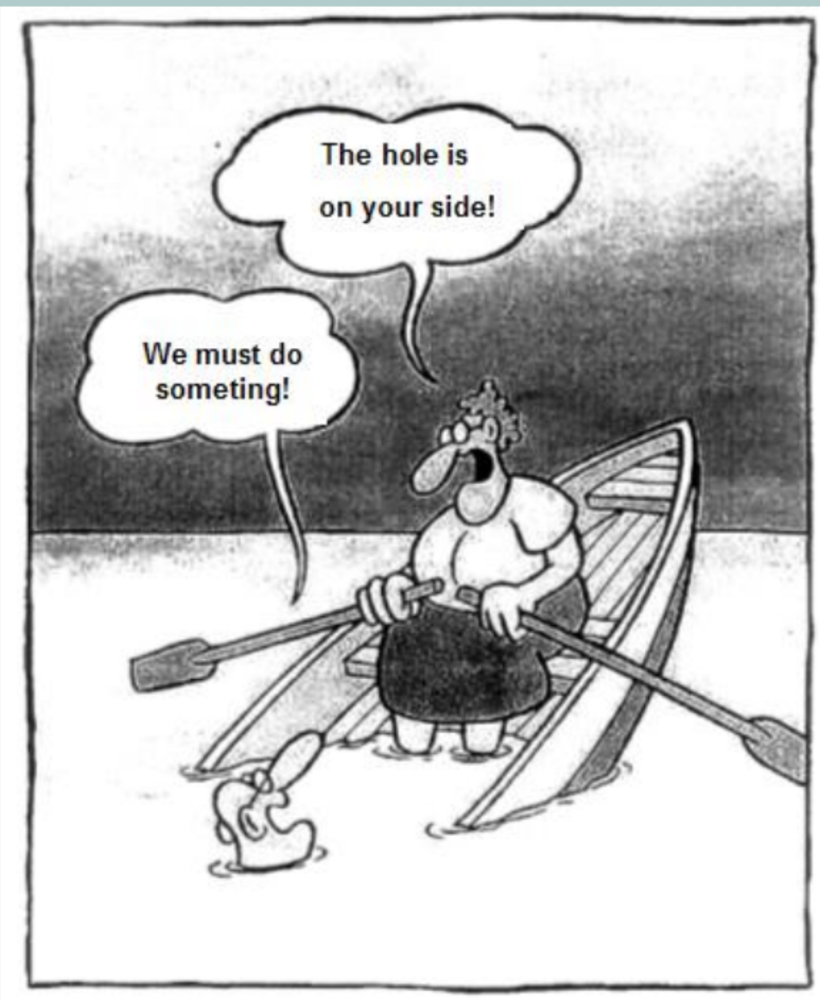 The hole is
on your side!
We must do
someting!